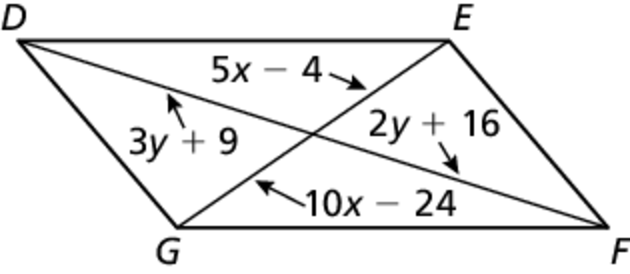 D E
5x − 4
2y + 16
3y + 9
10x − 24
G F